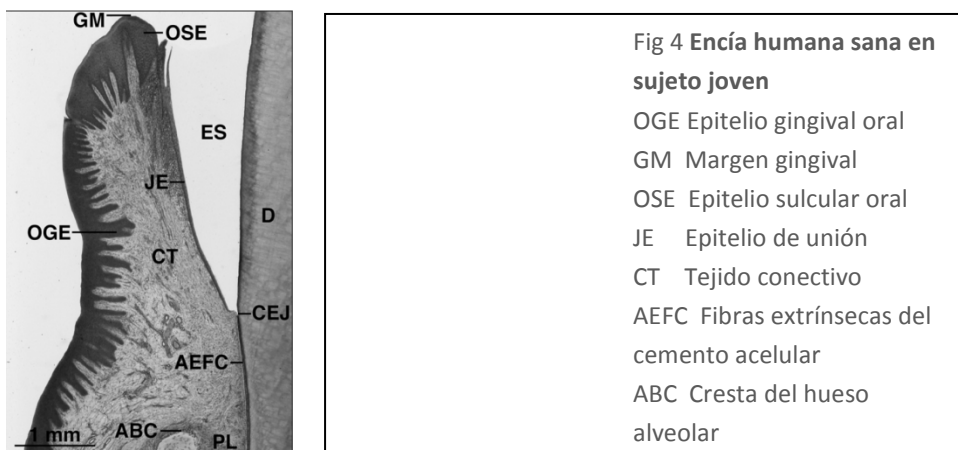 GM
OSE
ES
JE
D
OGE
CT
CEJ
AEFC
ABC
1 mm
PL
Fig 4 Encía humana sana en
sujeto joven
OGE Epitelio gingival oral
GM Margen gingival
OSE Epitelio sulcular oral
JE Epitelio de unión
CT Tejido conectivo
AEFC Fibras extrínsecas del
cemento acelular
ABC Cresta del hueso
alveolar